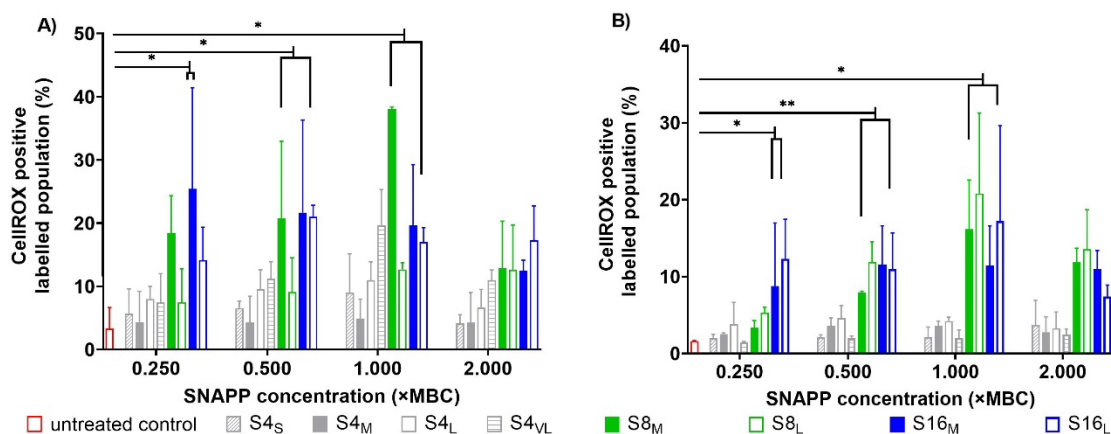 A)
CellROX positive
labelled population (%)
50
40
30
20
10
0
*
*
*
0.250 0.500 1.000 2.000
SNAPP concentration (×MBC)
B)
CellROX positive
labelled population (%)
40
30
20
10
0
*
**
*
0.250 0.500 1.000 2.000
SNAPP concentration (×MBC)
untreated control S4S S4M S4L S4VL S8M S8L S16M S16L